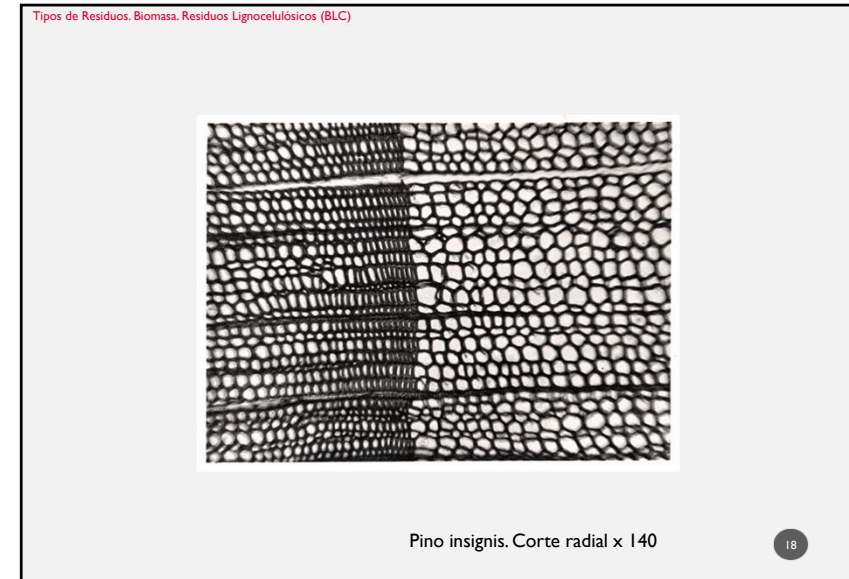 Tipos de Residuos. Biomasa. Residuos Lignocelulósicos (BLC)
Pino insignis. Corte radial x 140
18